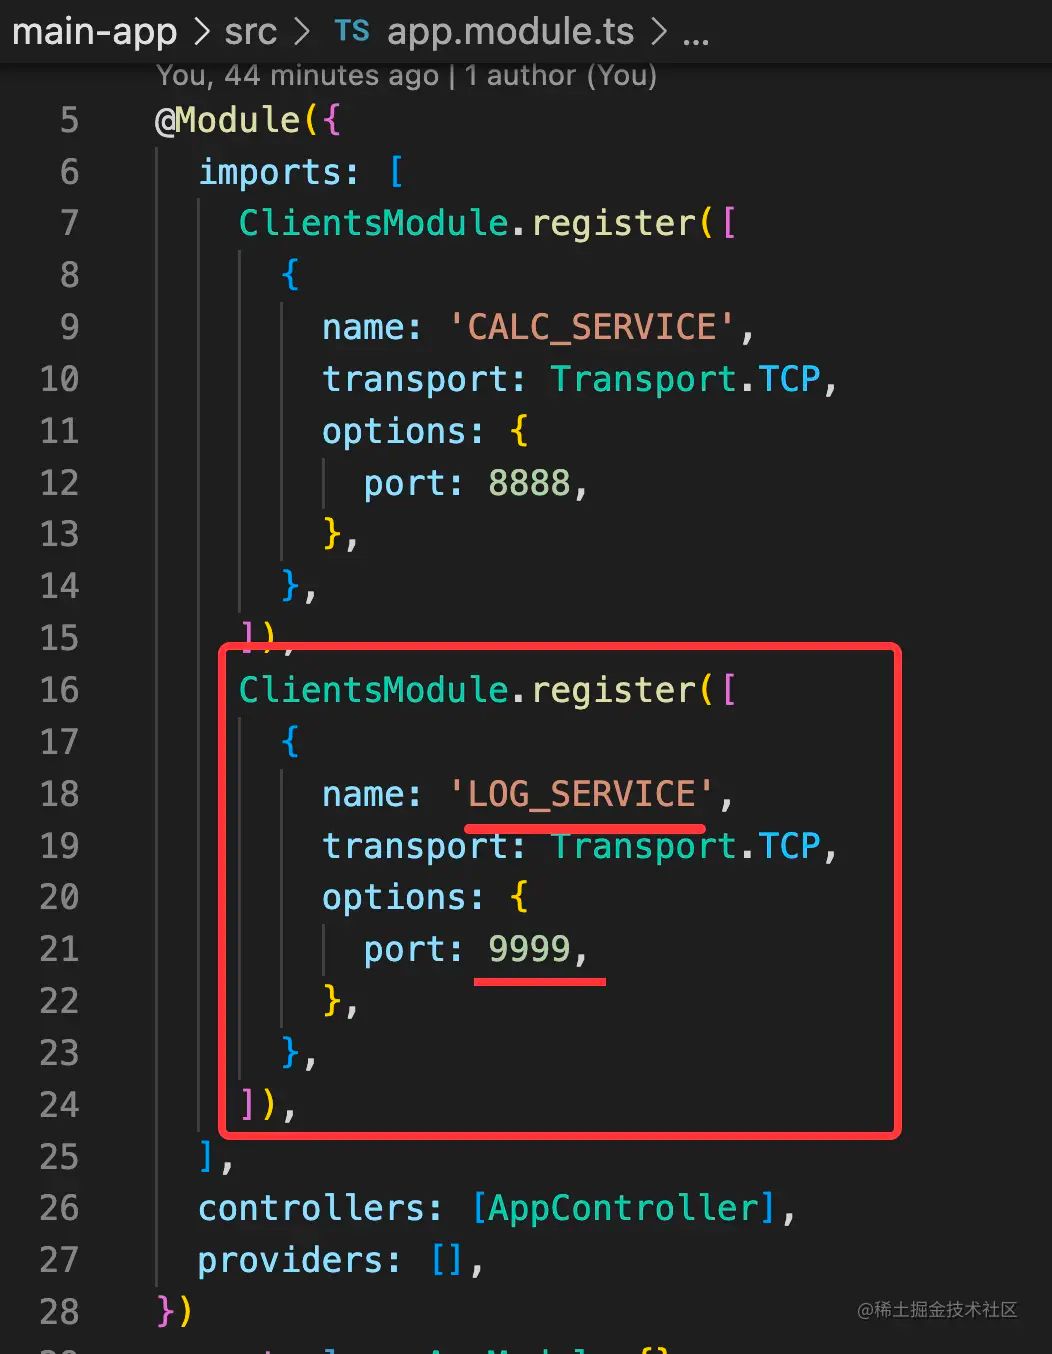 main-app > src > TS app.module.ts > ...
You, 44 minutes ago | 1 author (You)
5 @Module({
6 imports: [
7 ClientsModule.register([
8 {
9 name: 'CALC_SERVICE',
10 transport: Transport.TCP,
11 options: {
12 port: 8888,
13 },
14 },
15 ]),
16 ClientsModule.register([
17 {
18 name: 'LOG_SERVICE',
19 transport: Transport.TCP,
20 options: {
21 port: 9999,
22 },
23 },
24 ]),
25 ],
26 controllers: [AppController],
27 providers: [],
28 })
@稀土掘金技术社区